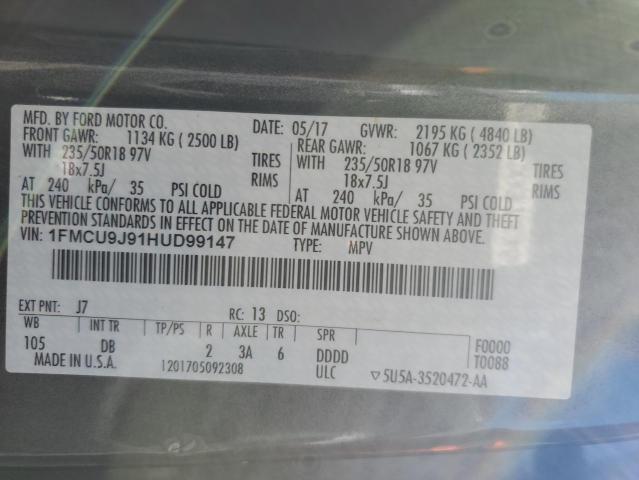 MFD. BY FORD MOTOR CO.
DATE: 05/17 GVWR: 2195 KG ( 4840 LB)
FRONT GAWR: 1134 KG ( 2500 LB) REAR GAWR: 1067 KG ( 2352 LB)
WITH 235/50R18 97V TIRES WITH 235/50R18 97V TIRES
18x7.5J RIMS 18x7.5J RIMS
AT 240 kPa/ 35 PSI COLD AT 240 kPa/ 35 PSI COLD
THIS VEHICLE CONFORMS TO ALL APPLICABLE FEDERAL MOTOR VEHICLE SAFETY AND THEFT
PREVENTION STANDARDS IN EFFECT ON THE DATE OF MANUFACTURE SHOWN ABOVE.
VIN: 1FMCU9J91HUD99147 TYPE: MPV
EXT PNT: J7 RC: 13 DSO:
WB INT TR TP/PS R AXLE TR SPR F0000
105 DB 2 3A 6 DDDD T0088
MADE IN U.S.A. 1201705092308 ULC ▽5U5A-3520472-AA